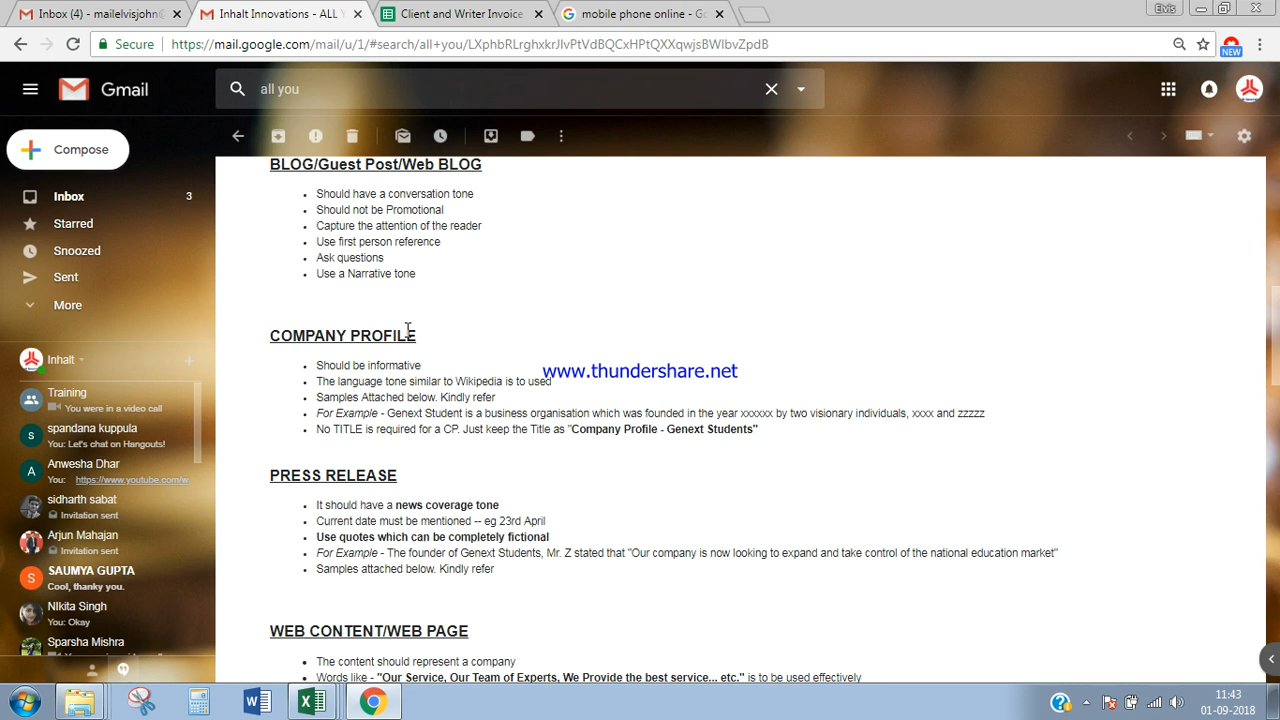 Inbox (4) - mailelvisjohn@
Inhalt Innovations - ALL Y
Client and Writer Invoice
mobile phone online - Go
Elvis
Secure
https://mail.google.com/mail/u/1/#search/all+you/LXphbRLrghxkrJlvPtVdBQCxHPtQXXqwjsBWlbvZpdB
NEW
Gmail
all you
Compose
Inbox 3
Starred
Snoozed
Sent
More
Inhalt
Training
You were in a video call
spandana kuppula
You: Let's chat on Hangouts!
Anwesha Dhar
You: https://www.youtube.com/w
sidharth sabat
Invitation sent
Arjun Mahajan
Invitation sent
SAUMYA GUPTA
Cool, thanky you.
NIkita Singh
You: Okay
Sparsha Mishra
BLOG/Guest Post/Web BLOG
Should have a conversation tone
Should not be Promotional
Capture the attention of the reader
Use first person reference
Ask questions
Use a Narrative tone
COMPANY PROFILE
Should be informative
www.thundershare.net
The language tone similar to Wikipedia is to used
Samples Attached below. Kindly refer
For Example - Genext Student is a business organisation which was founded in the year xxxxxx by two visionary individuals, xxxx and zzzzz
No TITLE is required for a CP. Just keep the Title as "Company Profile - Genext Students"
PRESS RELEASE
It should have a news coverage tone
Current date must be mentioned -- eg 23rd April
Use quotes which can be completely fictional
For Example - The founder of Genext Students, Mr. Z stated that "Our company is now looking to expand and take control of the national education market"
Samples attached below. Kindly refer
WEB CONTENT/WEB PAGE
The content should represent a company
Words like - "Our Service, Our Team of Experts, We Provide the best service... etc." is to be used effectively
11:43
01-09-2018